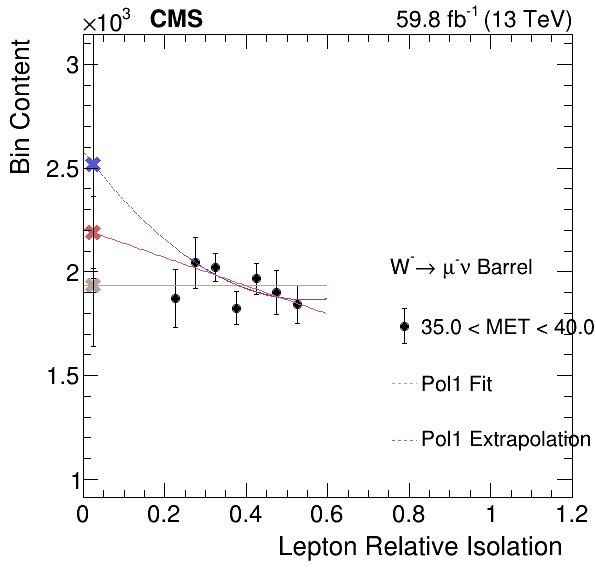 ×10³ CMS 59.8 fb⁻¹ (13 TeV)
Bin Content
3
2.5
2
1.5
1
W⁻→ μ⁻ν Barrel
35.0 < MET < 40.0
Pol1 Fit
Pol1 Extrapolation
0 0.2 0.4 0.6 0.8 1 1.2
Lepton Relative Isolation